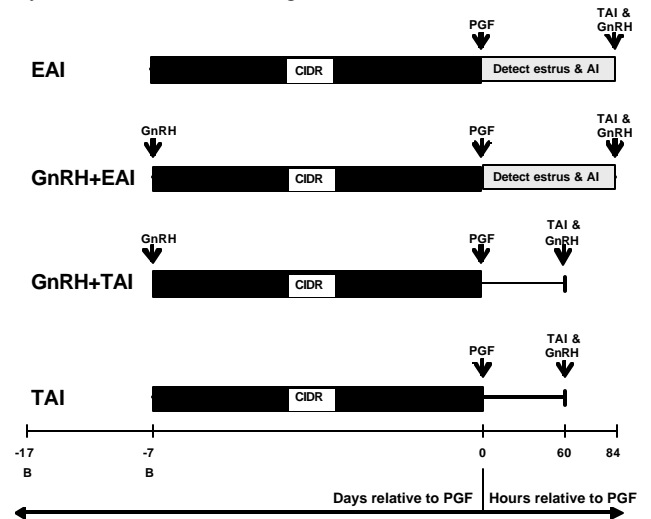 PGF
TAI &
GnRH
EAI
CIDR
Detect estrus & AI
GnRH
PGF
TAI &
GnRH
GnRH+EAI
CIDR
Detect estrus & AI
GnRH
PGF
TAI &
GnRH
GnRH+TAI
CIDR
PGF
TAI &
GnRH
TAI
CIDR
-17
-7
0
60
84
B
B
Days relative to PGF
Hours relative to PGF